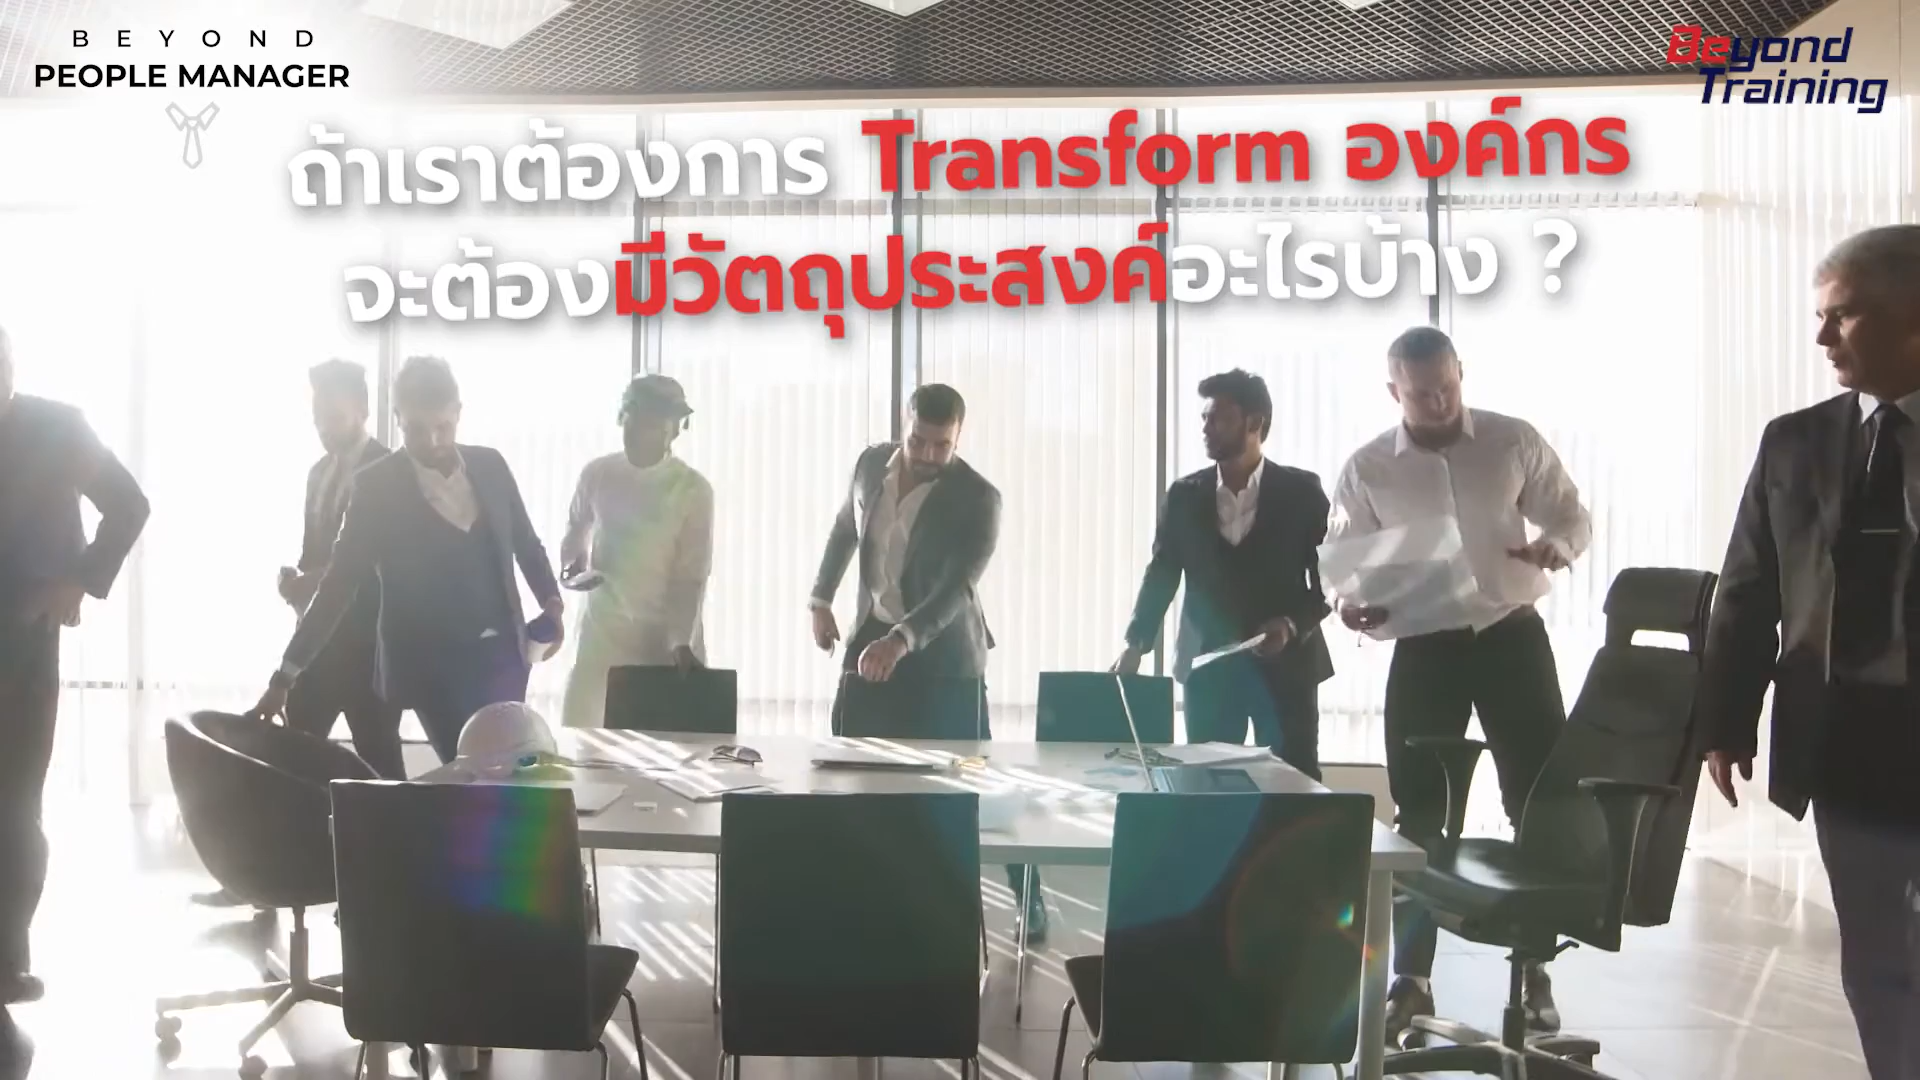 BEYOND
PEOPLE MANAGER
Beyond
Training
ถ้าเราต้องการ Transform องค์กร
จะต้องมีวัตถุประสงค์อะไรบ้าง ?